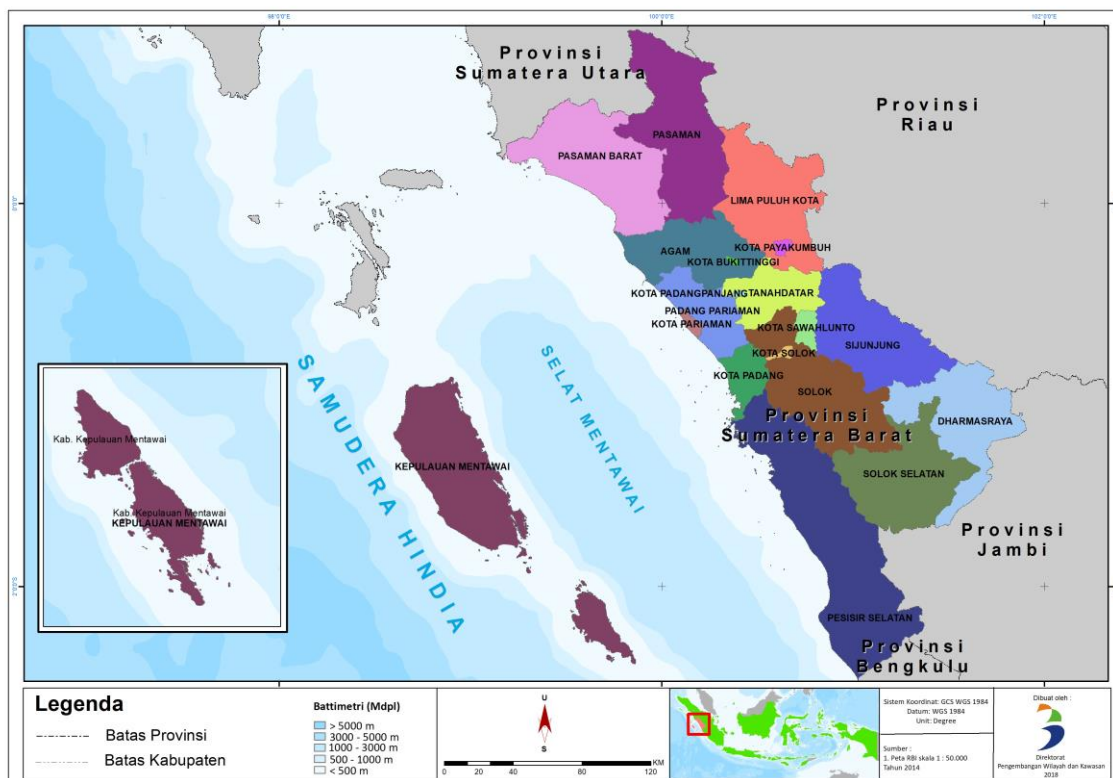 98°0'0"E
100°0'0"E
102°0'0"E
Provinsi
Sumatera Utara
Provinsi
Riau
PASAMAN
PASAMAN BARAT
LIMA PULUH KOTA
0°0'0"
AGAM
KOTA PAYAKUMBUH
KOTA BUKITTINGGI
KOTA PADANGPANJANG
TANAHDATAR
PADANG PARIAMAN
KOTA PARIAMAN
KOTA SAWAHLUNTO
SIJUNJUNG
KOTA SOLOK
KOTA PADANG
SOLOK
Provinsi
Sumatera Barat
DHARMASRAYA
SOLOK SELATAN
SELAT MENTAWAI
SAMUDERA HINDIA
KEPULAUAN MENTAWAI
Kab. Kepulauan Mentawai
Kab. Kepulauan Mentawai
KEPULAUAN MENTAWAI
Provinsi
Jambi
2°0'0"S
PESISIR SELATAN
Provinsi
Bengkulu
Legenda
Batas Provinsi
Batas Kabupaten
Battimetri (Mdpl)
> 5000 m
3000 - 5000 m
1000 - 3000 m
500 - 1000 m
< 500 m
U
S
KM
0 20 40 80 120
Sistem Koordinat: GCS WGS 1984
Datum: WGS 1984
Unit: Degree
Sumber :
1. Peta RBI skala 1 : 50.000
Tahun 2014
Dibuat oleh :
Direktorat
Pengembangan Wilayah dan Kawasan
2018